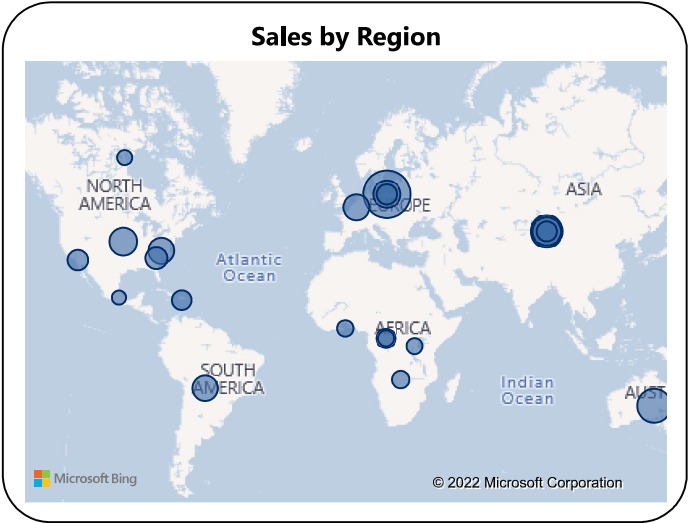 Sales by Region
NORTH
AMERICA
EUROPE
ASIA
Atlantic
Ocean
AFRICA
SOUTH
AMERICA
Indian
Ocean
AUST
Microsoft Bing
© 2022 Microsoft Corporation